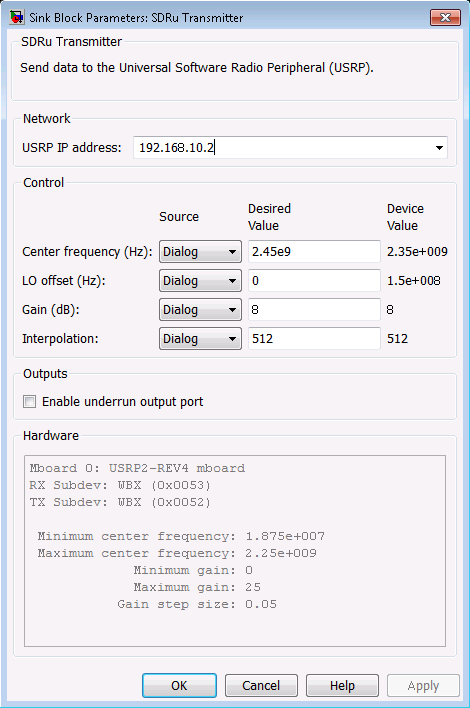 Sink Block Parameters: SDRu Transmitter
SDRu Transmitter
Send data to the Universal Software Radio Peripheral (USRP).
Network
USRP IP address: 192.168.10.2
Control
Source Desired Value Device Value
Center frequency (Hz): Dialog 2.45e9 2.35e+009
LO offset (Hz): Dialog 0 1.5e+008
Gain (dB): Dialog 8 8
Interpolation: Dialog 512 512
Outputs
Enable underrun output port
Hardware
Mboard 0: USRP2-REV4 mboard
RX Subdev: WBX (0x0053)
TX Subdev: WBX (0x0052)
Minimum center frequency: 1.875e+007
Maximum center frequency: 2.25e+009
Minimum gain: 0
Maximum gain: 25
Gain step size: 0.05
OK Cancel Help Apply